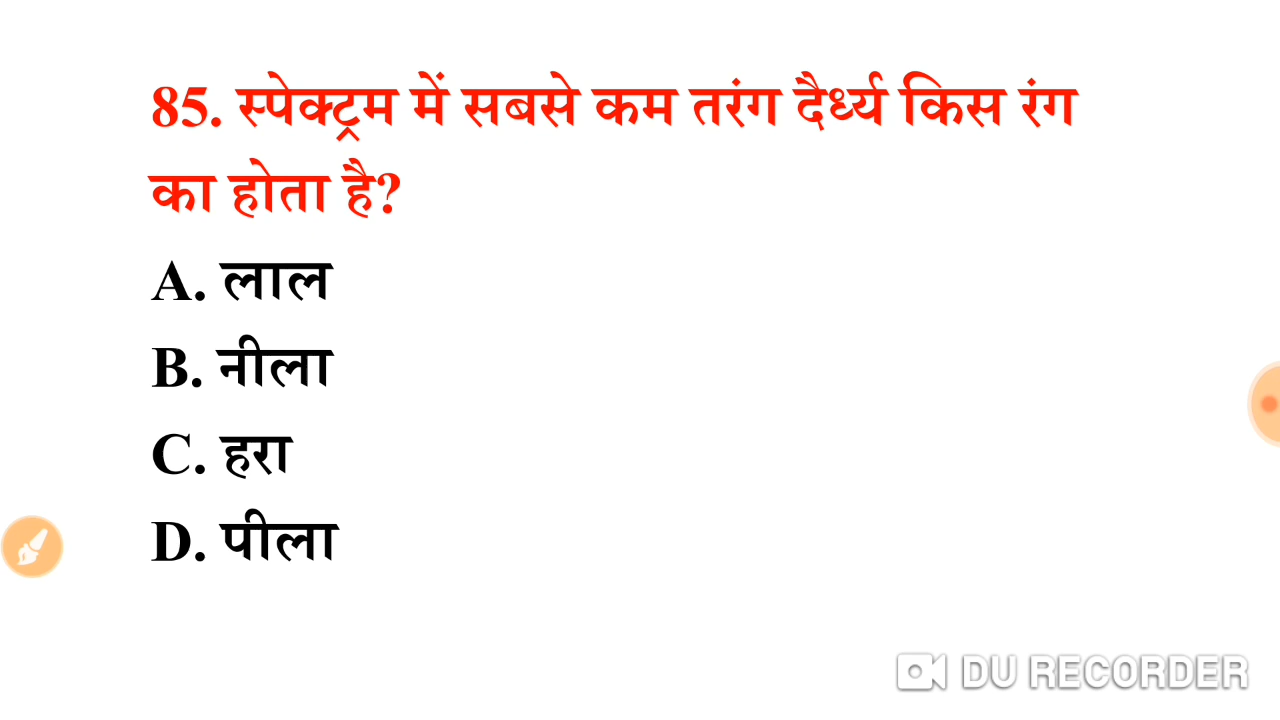 85. स्पेक्ट्रम में सबसे कम तरंग दैर्ध्य किस रंग
का होता है?
A. लाल
B. नीला
C. हरा
D. पीला
DU RECORDER